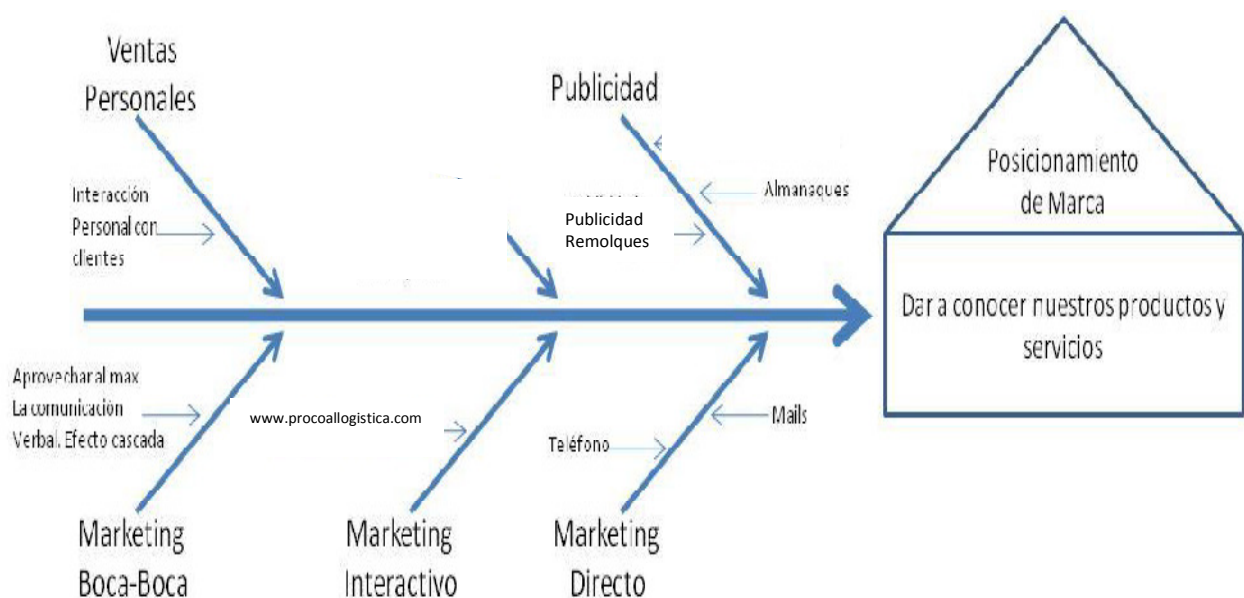 Ventas
Personales
Publicidad
Interacción
Personal con
clientes
Publicidad
Remolques
Almanaques
Posicionamiento
de Marca
Dar a conocer nuestros productos y
servicios
Aprovechar al max
La comunicación
Verbal. Efecto cascada
www.procoallogistica.com
Teléfono
Mails
Marketing
Boca-Boca
Marketing
Interactivo
Marketing
Directo